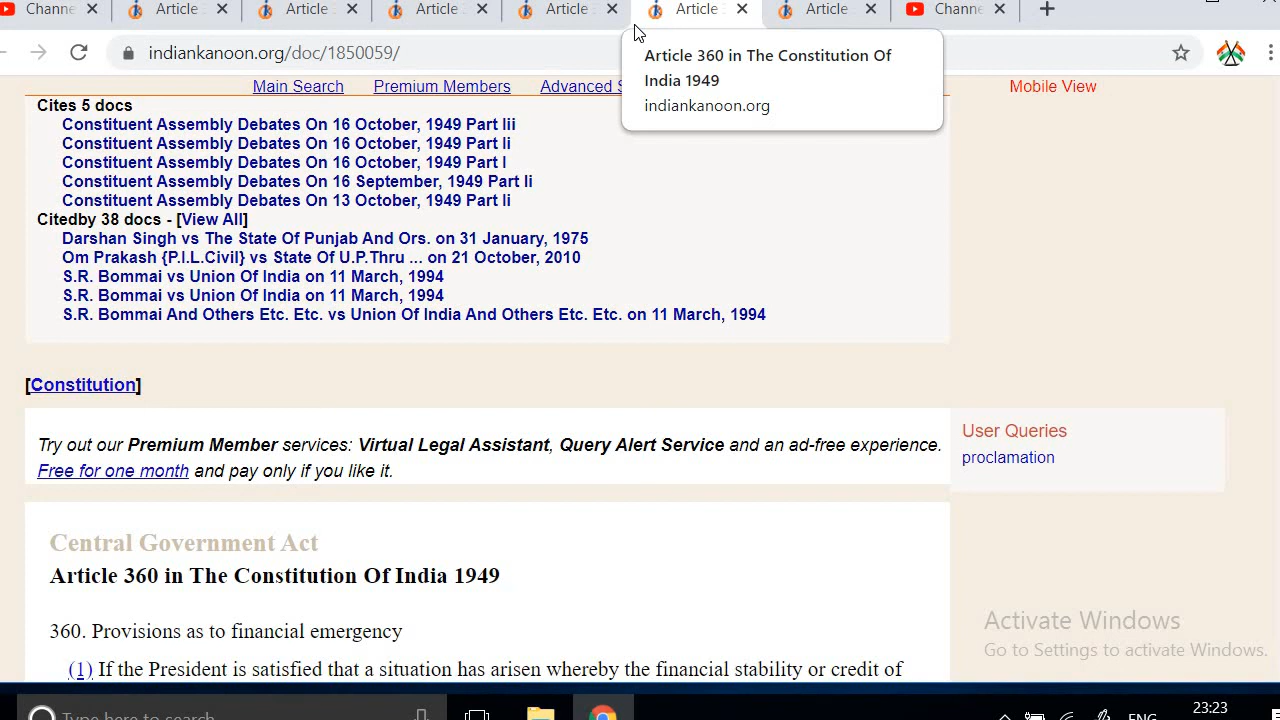 Channe
Article
Article
Article
Article
Article
Article
Channe
indiankanoon.org/doc/1850059/
Article 360 in The Constitution Of
India 1949
indiankanoon.org
Main Search Premium Members Advanced S Mobile View
Cites 5 docs
Constituent Assembly Debates On 16 October, 1949 Part Iii
Constituent Assembly Debates On 16 October, 1949 Part Ii
Constituent Assembly Debates On 16 October, 1949 Part I
Constituent Assembly Debates On 16 September, 1949 Part Ii
Constituent Assembly Debates On 13 October, 1949 Part Ii
Citedby 38 docs - [View All]
Darshan Singh vs The State Of Punjab And Ors. on 31 January, 1975
Om Prakash {P.I.L.Civil} vs State Of U.P.Thru ... on 21 October, 2010
S.R. Bommai vs Union Of India on 11 March, 1994
S.R. Bommai vs Union Of India on 11 March, 1994
S.R. Bommai And Others Etc. Etc. vs Union Of India And Others Etc. Etc. on 11 March, 1994
[Constitution]
Try out our Premium Member services: Virtual Legal Assistant, Query Alert Service and an ad-free experience.
Free for one month and pay only if you like it.
User Queries
proclamation
Central Government Act
Article 360 in The Constitution Of India 1949
360. Provisions as to financial emergency
(1) If the President is satisfied that a situation has arisen whereby the financial stability or credit of
Activate Windows
Go to Settings to activate Windows.
Type here to search
ENG
23:23